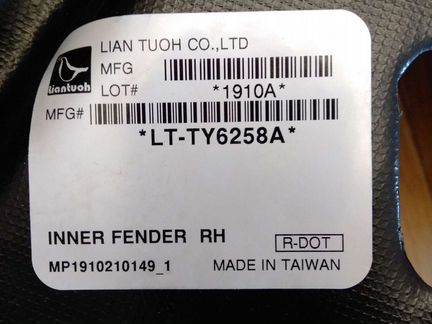 LIAN TUOH CO.,LTD
Liantuoh
MFG
LOT#
*1910A*
MFG#
*LT-TY6258A*
INNER FENDER RH
R-DOT
MP1910210149_1
MADE IN TAIWAN